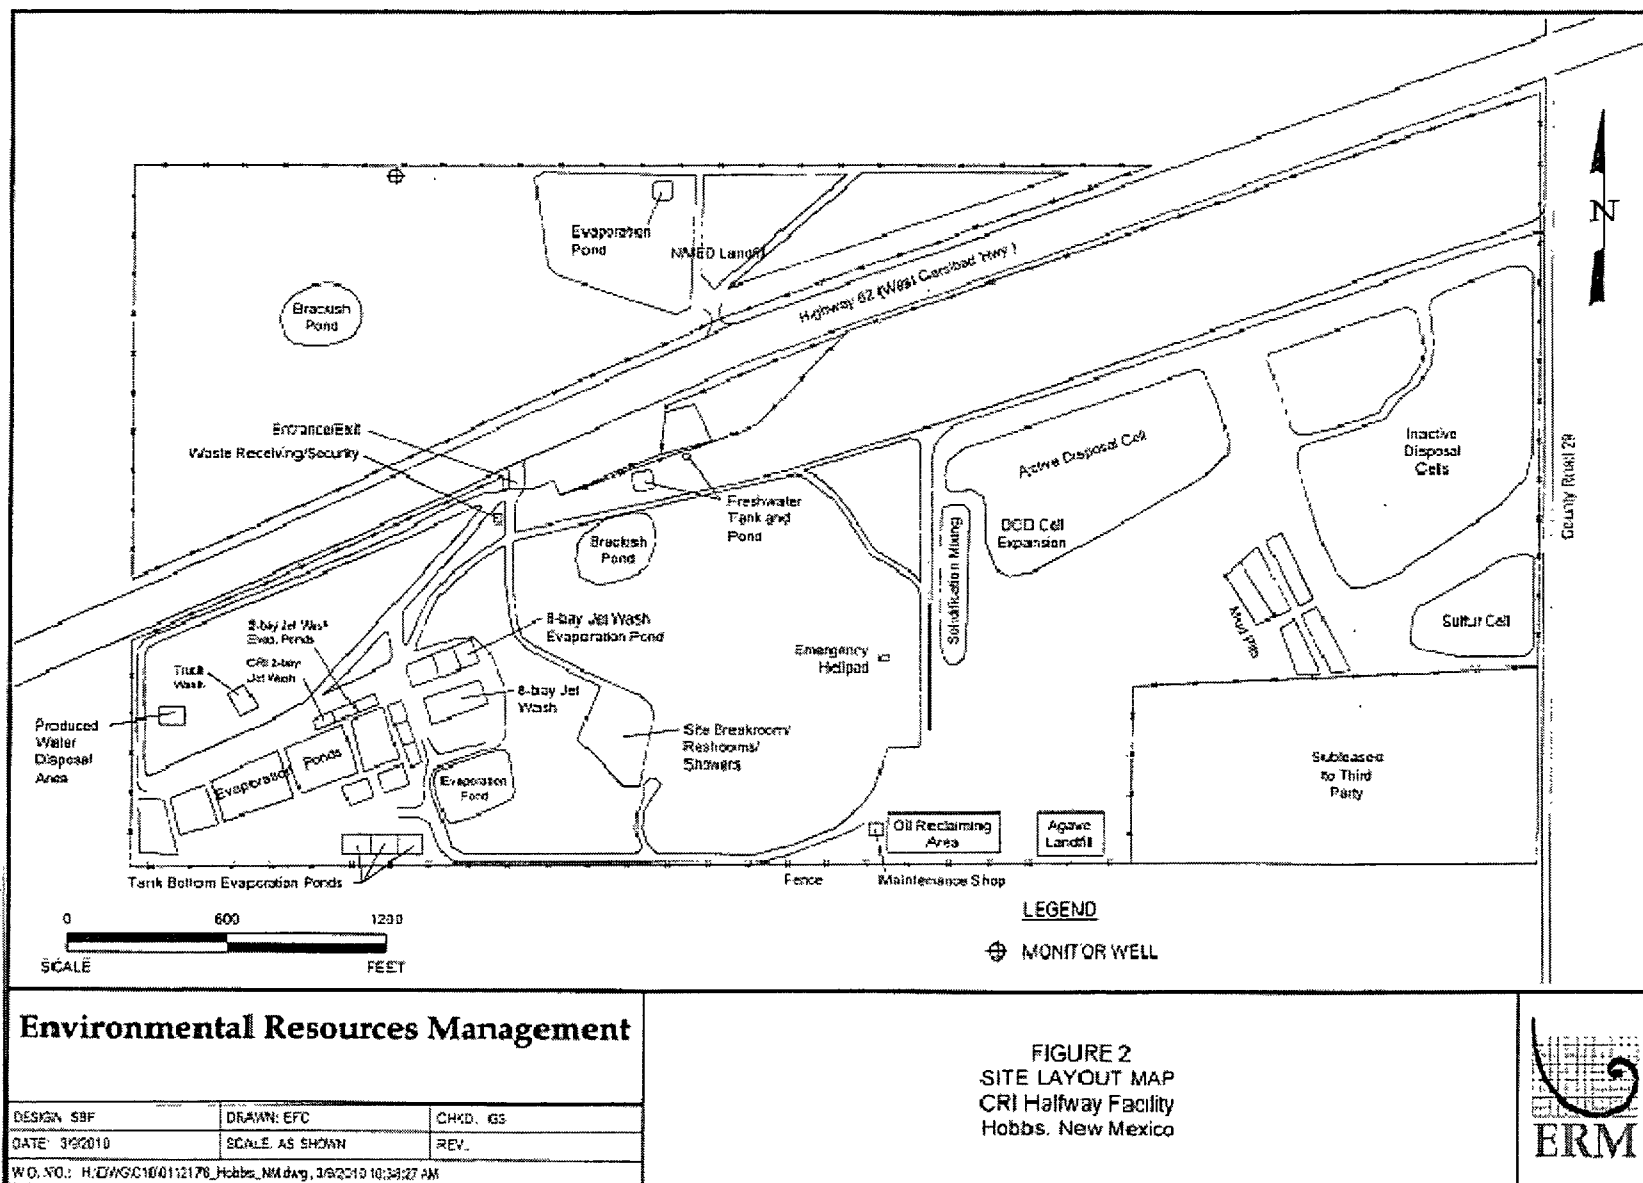 N
Evaporation
Pond
NMED Landfill
Highway 62 (West Carlsbad Hwy)
Brackish
Pond
Entrance/Exit
Waste Receiving/Security
Active Disposal Cell
Inactive
Disposal
Cells
County Road 29
Freshwater
Tank and
Pond
Brackish
Pond
Solidification Mixing
OCD Cell
Expansion
Mud Pits
Sulfur Cell
2-bay Jet Wash
Evap. Ponds
CRI 2-bay
Jet Wash
8-bay Jet Wash
Evaporation Pond
Truck
Wash
Emergency
Helipad
8-bay Jet
Wash
Produced
Water
Disposal
Area
Site Breakroom/
Restrooms/
Showers
Evaporation Ponds
Evaporation
Pond
Subleased
to Third
Party
Oil Reclaiming
Area
Agave
Landfill
Tank Bottom Evaporation Ponds
Fence
Maintenance Shop
0 600 1200
SCALE FEET
LEGEND
MONITOR WELL
Environmental Resources Management
FIGURE 2
SITE LAYOUT MAP
CRI Halfway Facility
Hobbs, New Mexico
ERM
DESIGN: SBF DRAWN: EFC CHKD.: GS
DATE: 3/9/2010 SCALE: AS SHOWN REV.:
W.O. NO.: